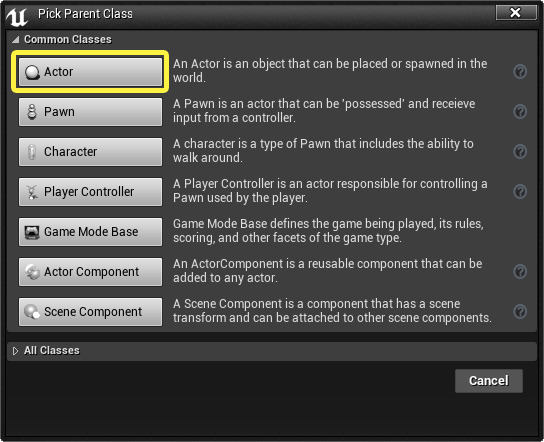 Pick Parent Class
Common Classes
Actor
An Actor is an object that can be placed or spawned in the
world.
Pawn
A Pawn is an actor that can be 'possessed' and receieve
input from a controller.
Character
A character is a type of Pawn that includes the ability to
walk around.
Player Controller
A Player Controller is an actor responsible for controlling a
Pawn used by the player.
Game Mode Base
Game Mode Base defines the game being played, its rules,
scoring, and other facets of the game type.
Actor Component
An ActorComponent is a reusable component that can be
added to any actor.
Scene Component
A Scene Component is a component that has a scene
transform and can be attached to other scene components.
All Classes
Cancel